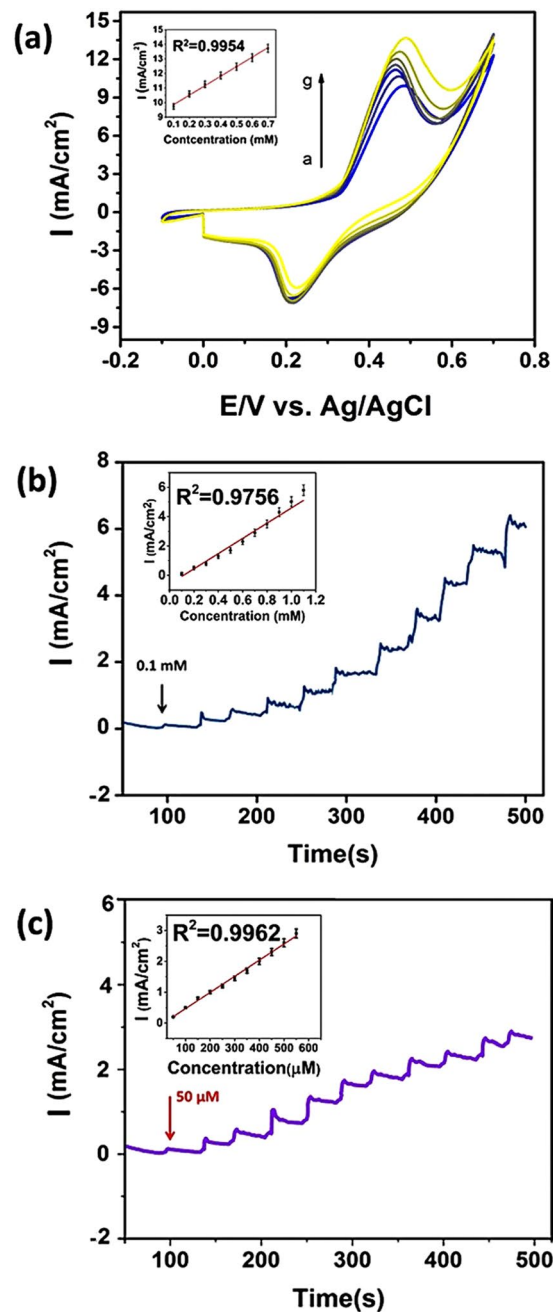 (a)
15
12
9
6
3
0
-3
-6
-9
I (mA/cm²)
R²=0.9954
14
13
12
11
10
9
I (mA/cm²)
0.1 0.2 0.3 0.4 0.5 0.6 0.7
Contcentration (mM)
g
a
-0.2 0.0 0.2 0.4 0.6 0.8
E/V vs. Ag/AgCl
(b)
8
6
4
2
0
-2
I (mA/cm²)
R²=0.9756
6
4
2
0
I (mA/cm²)
0.0 0.2 0.4 0.6 0.8 1.0 1.2
Concentration (mM)
0.1 mM
100 200 300 400 500
Time(s)
(c)
6
4
2
0
-2
I (mA/cm²)
R²=0.9962
3
2
1
0
I (mA/cm²)
100 200 300 400 500 600
Concentration(μM)
50 μM
100 200 300 400 500
Time(s)